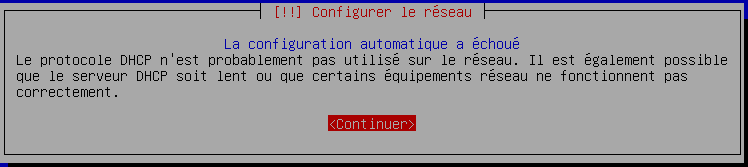 [!!] Configurer le réseau
La configuration automatique a échoué
Le protocole DHCP n'est probablement pas utilisé sur le réseau. Il est également possible
que le serveur DHCP soit lent ou que certains équipements réseau ne fonctionnent pas
correctement.
<Continuer>